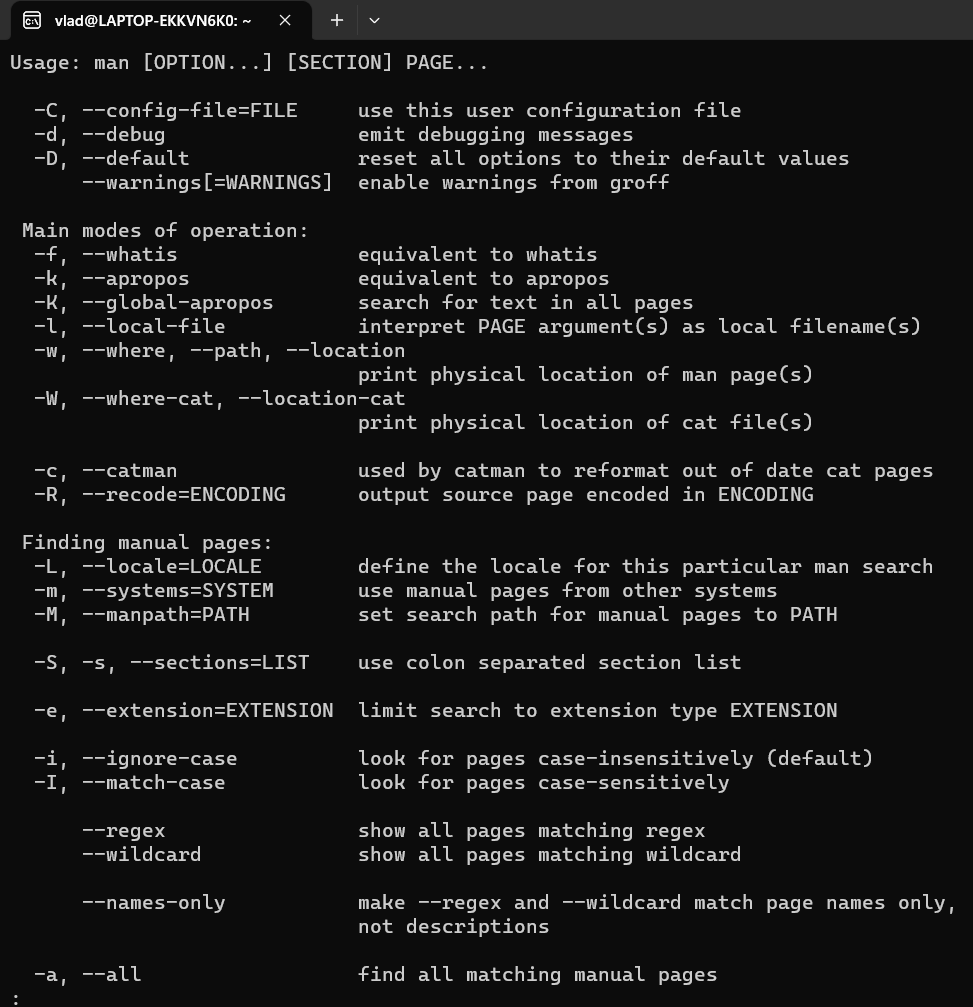 vlad@LAPTOP-EKKVN6K0: ~
Usage: man [OPTION...] [SECTION] PAGE...
-C, --config-file=FILE     use this user configuration file
-d, --debug                emit debugging messages
-D, --default              reset all options to their default values
    --warnings[=WARNINGS]  enable warnings from groff
Main modes of operation:
-f, --whatis               equivalent to whatis
-k, --apropos              equivalent to apropos
-K, --global-apropos       search for text in all pages
-l, --local-file           interpret PAGE argument(s) as local filename(s)
-w, --where, --path, --location
                           print physical location of man page(s)
-W, --where-cat, --location-cat
                           print physical location of cat file(s)
-c, --catman               used by catman to reformat out of date cat pages
-R, --recode=ENCODING      output source page encoded in ENCODING
Finding manual pages:
-L, --locale=LOCALE        define the locale for this particular man search
-m, --systems=SYSTEM       use manual pages from other systems
-M, --manpath=PATH         set search path for manual pages to PATH
-S, -s, --sections=LIST    use colon separated section list
-e, --extension=EXTENSION  limit search to extension type EXTENSION
-i, --ignore-case          look for pages case-insensitively (default)
-I, --match-case           look for pages case-sensitively
    --regex                show all pages matching regex
    --wildcard             show all pages matching wildcard
    --names-only           make --regex and --wildcard match page names only,
                           not descriptions
-a, --all                  find all matching manual pages
: